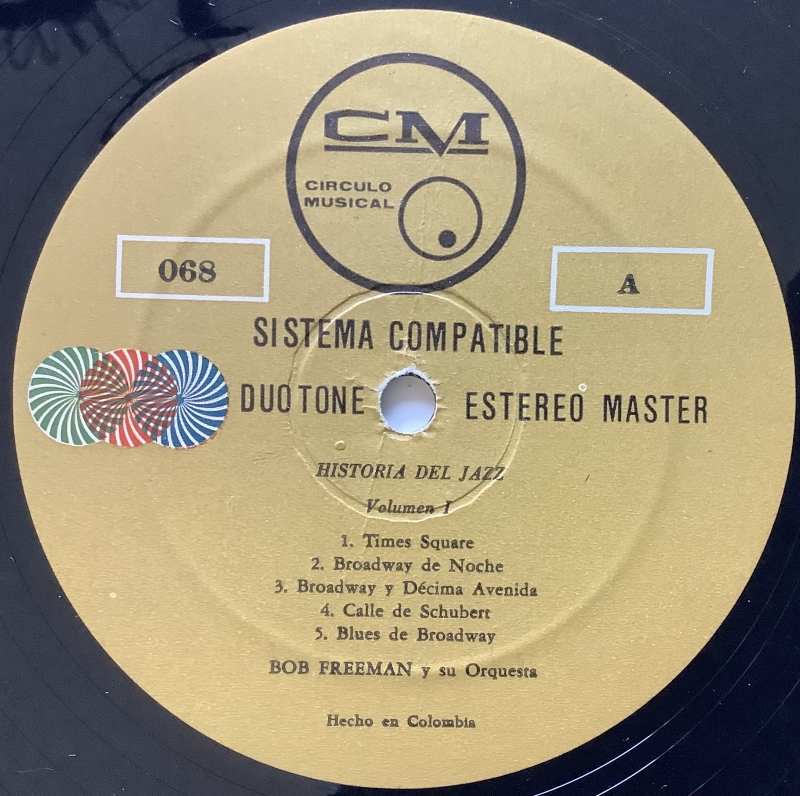 CM
CIRCULO
MUSICAL
068
A
SISTEMA COMPATIBLE
DUOTONE ESTEREO MASTER
HISTORIA DEL JAZZ
Volumen I
1. Times Square
2. Broadway de Noche
3. Broadway y Décima Avenida
4. Calle de Schubert
5. Blues de Broadway
BOB FREEMAN y su Orquesta
Hecho en Colombia